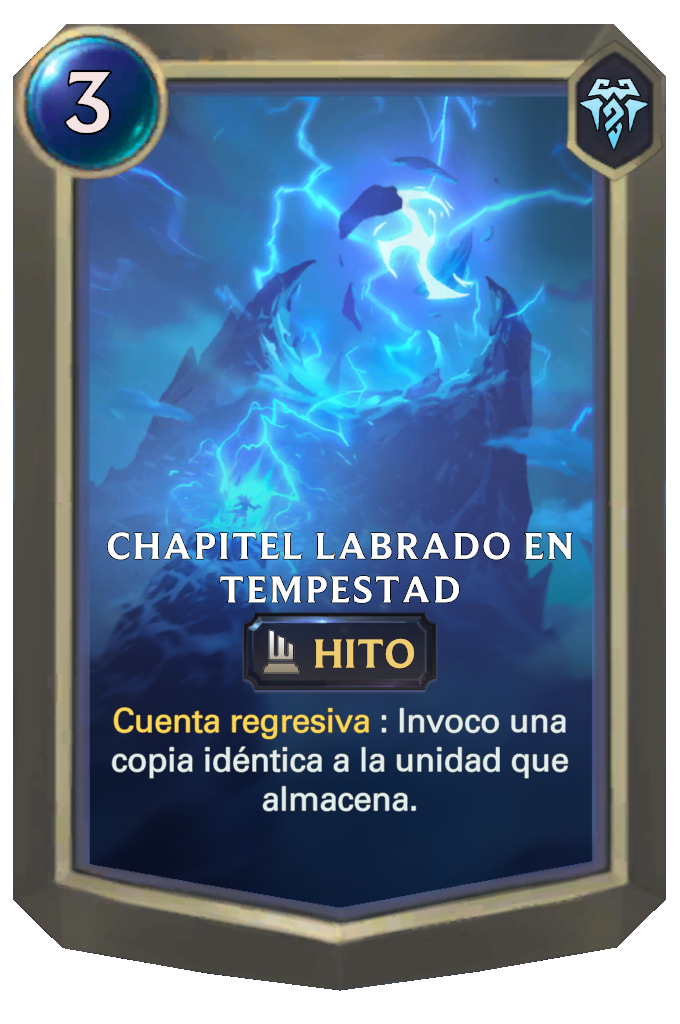 3
CHAPITEL LABRADO EN
TEMPESTAD
HITO
Cuenta regresiva : Invoco una
copia idéntica a la unidad que
almacena.